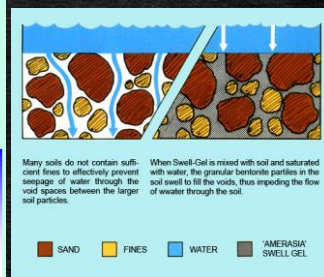 Many soils do not contain suffi-
cient fines to effectively prevent
seepage of water through the
void spaces between the larger
soil particles.
When Swell-Gel is mixed with soil and saturated
with water, the granular bentonite partiles in the
soil swell to fill the voids, thus impeding the flow
of wwater through the soil.
SAND
FINES
WATER
'AMERASIA'
SWELL GEL